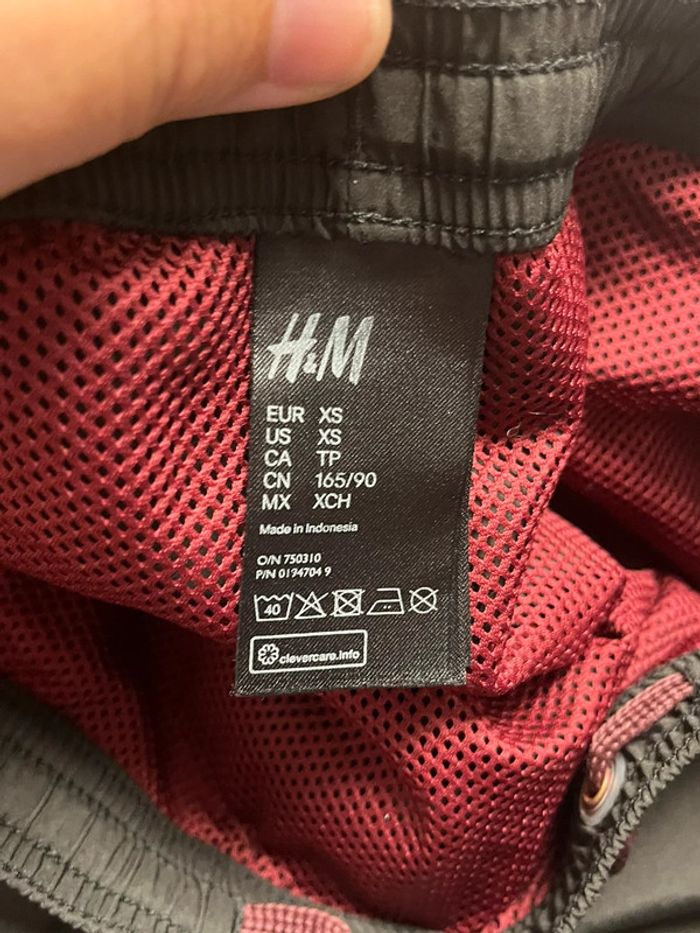 H&M
EUR XS
US XS
CA TP
CN 165/90
MX XCH
Made in Indonesia
O/N 750310
P/N 0194704 9
40
clevercare.info